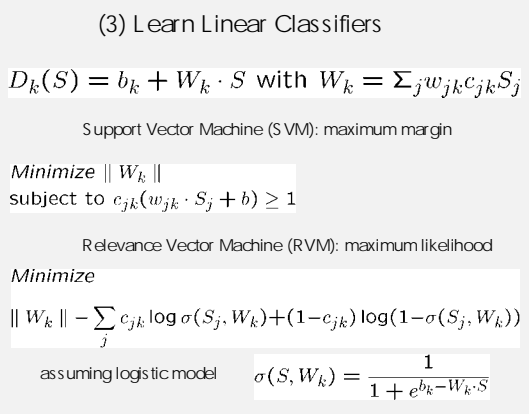 (3) Learn Linear Classifiers
D_k(S) = b_k + W_k · S with W_k = Σ_j w_jk c_jk S_j
Support Vector Machine (SVM): maximum margin
Minimize ‖ W_k ‖
subject to c_jk(w_jk · S_j + b) ≥ 1
Relevance Vector Machine (RVM): maximum likelihood
Minimize
‖ W_k ‖ − ∑_j c_jk log σ(S_j, W_k)+(1−c_jk) log(1−σ(S_j, W_k))
assuming logistic model σ(S, W_k) = 1 / (1 + e^{b_k−W_k·S})